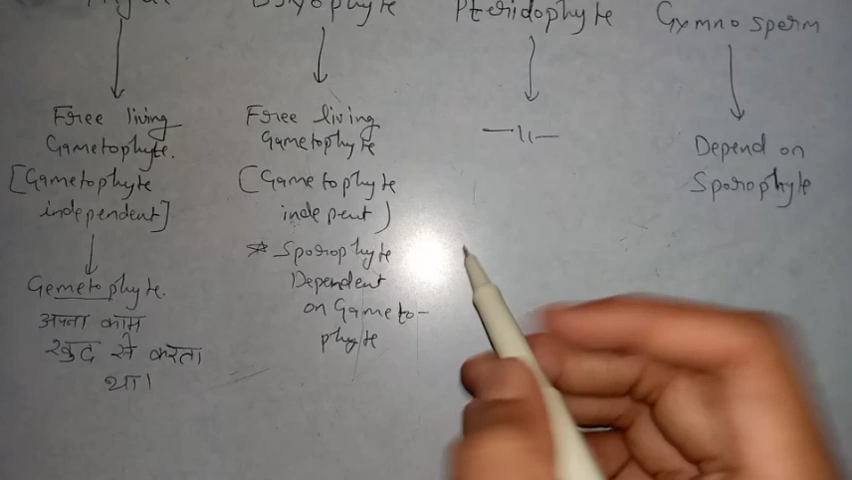 Pteridophyte
Gymnosperm
Free living
Gametophyte.
[Gametophyte
independent]
Gemetophyte.
अपना काम
खुद से करता
था।
Free living
Gametophyte
(Gametophyte
indepent)
* Sporophyte
Dependent
on Gameto-
phyte
—〃—
Depend on
Sporophyte